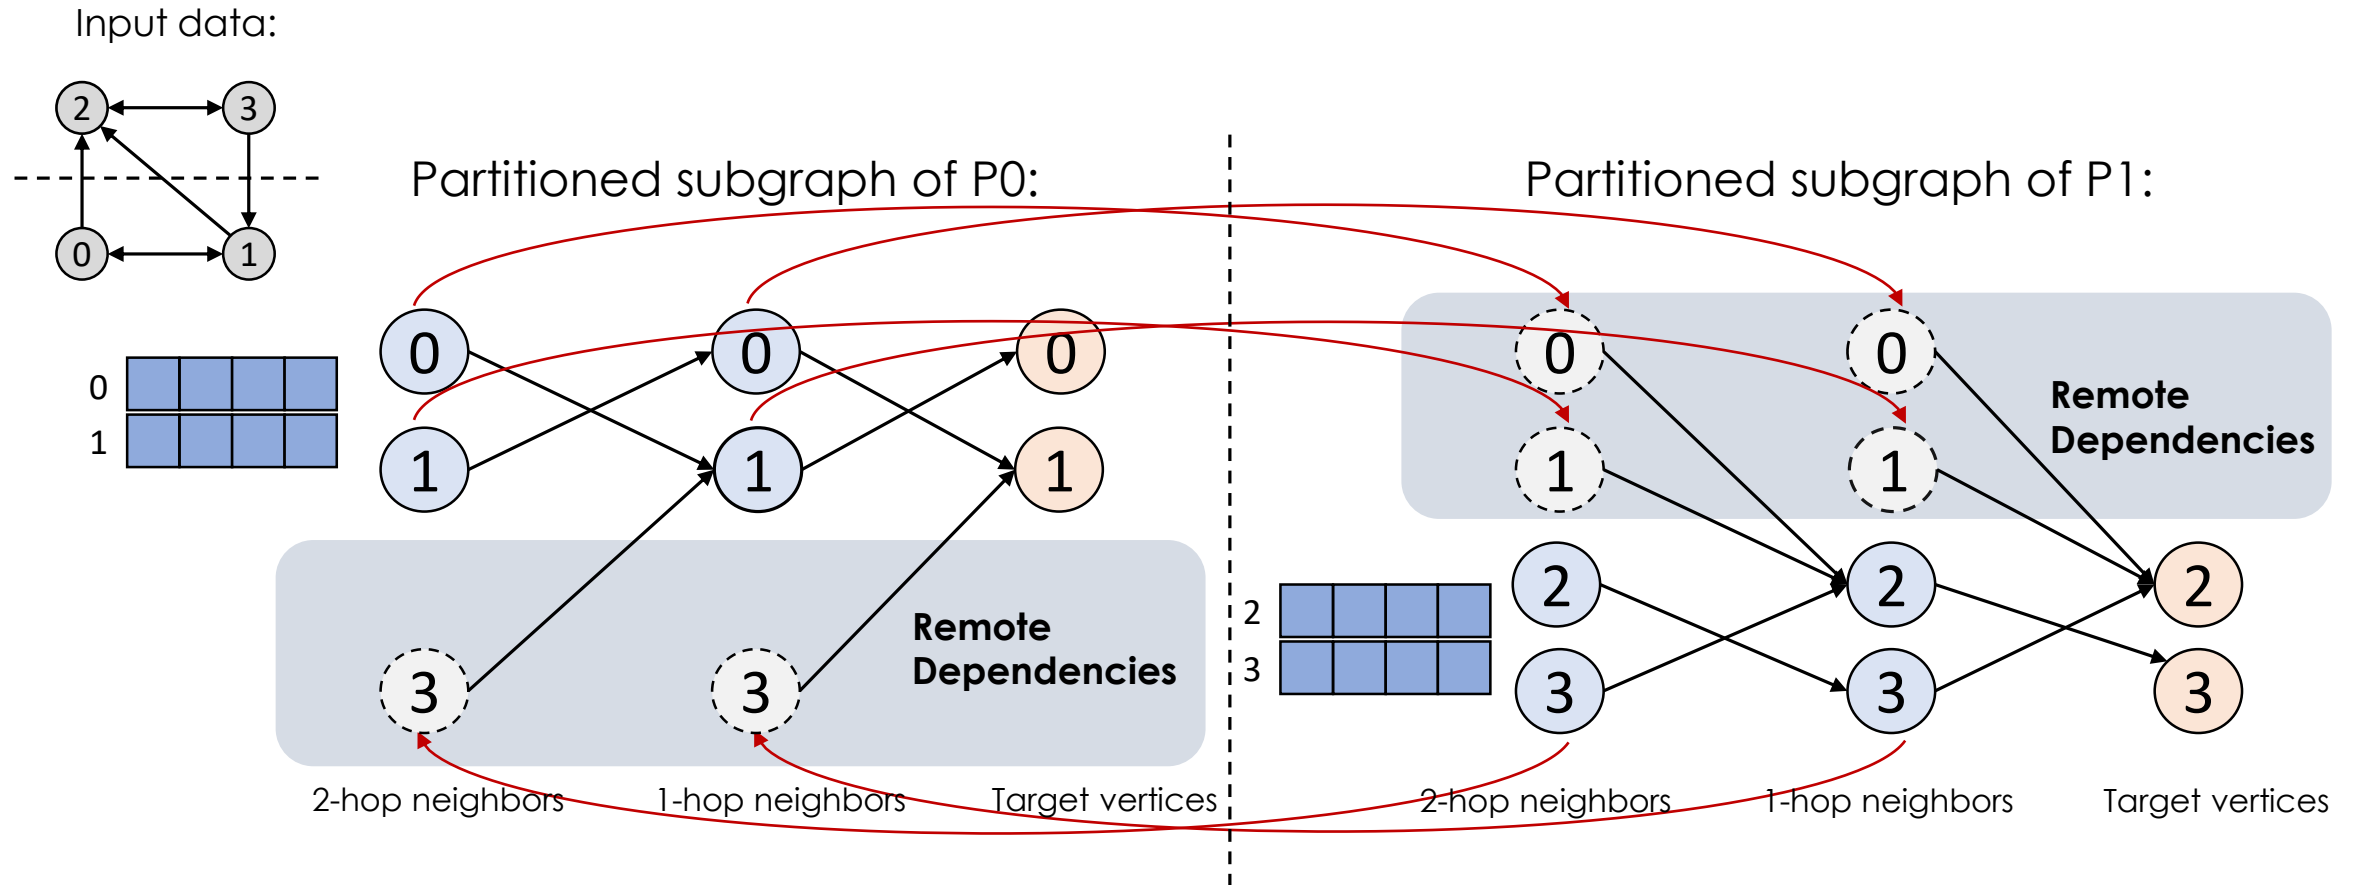 Input data:
2 3
0 1
Partitioned subgraph of P0:
0 0 0
0
1
1 1 1
Remote
Dependencies
3 3
2-hop neighbors 1-hop neighbors Target vertices
Partitioned subgraph of P1:
0 0
Remote
Dependencies
1 1
2 2 2
2
3
3 3 3
2-hop neighbors 1-hop neighbors Target vertices